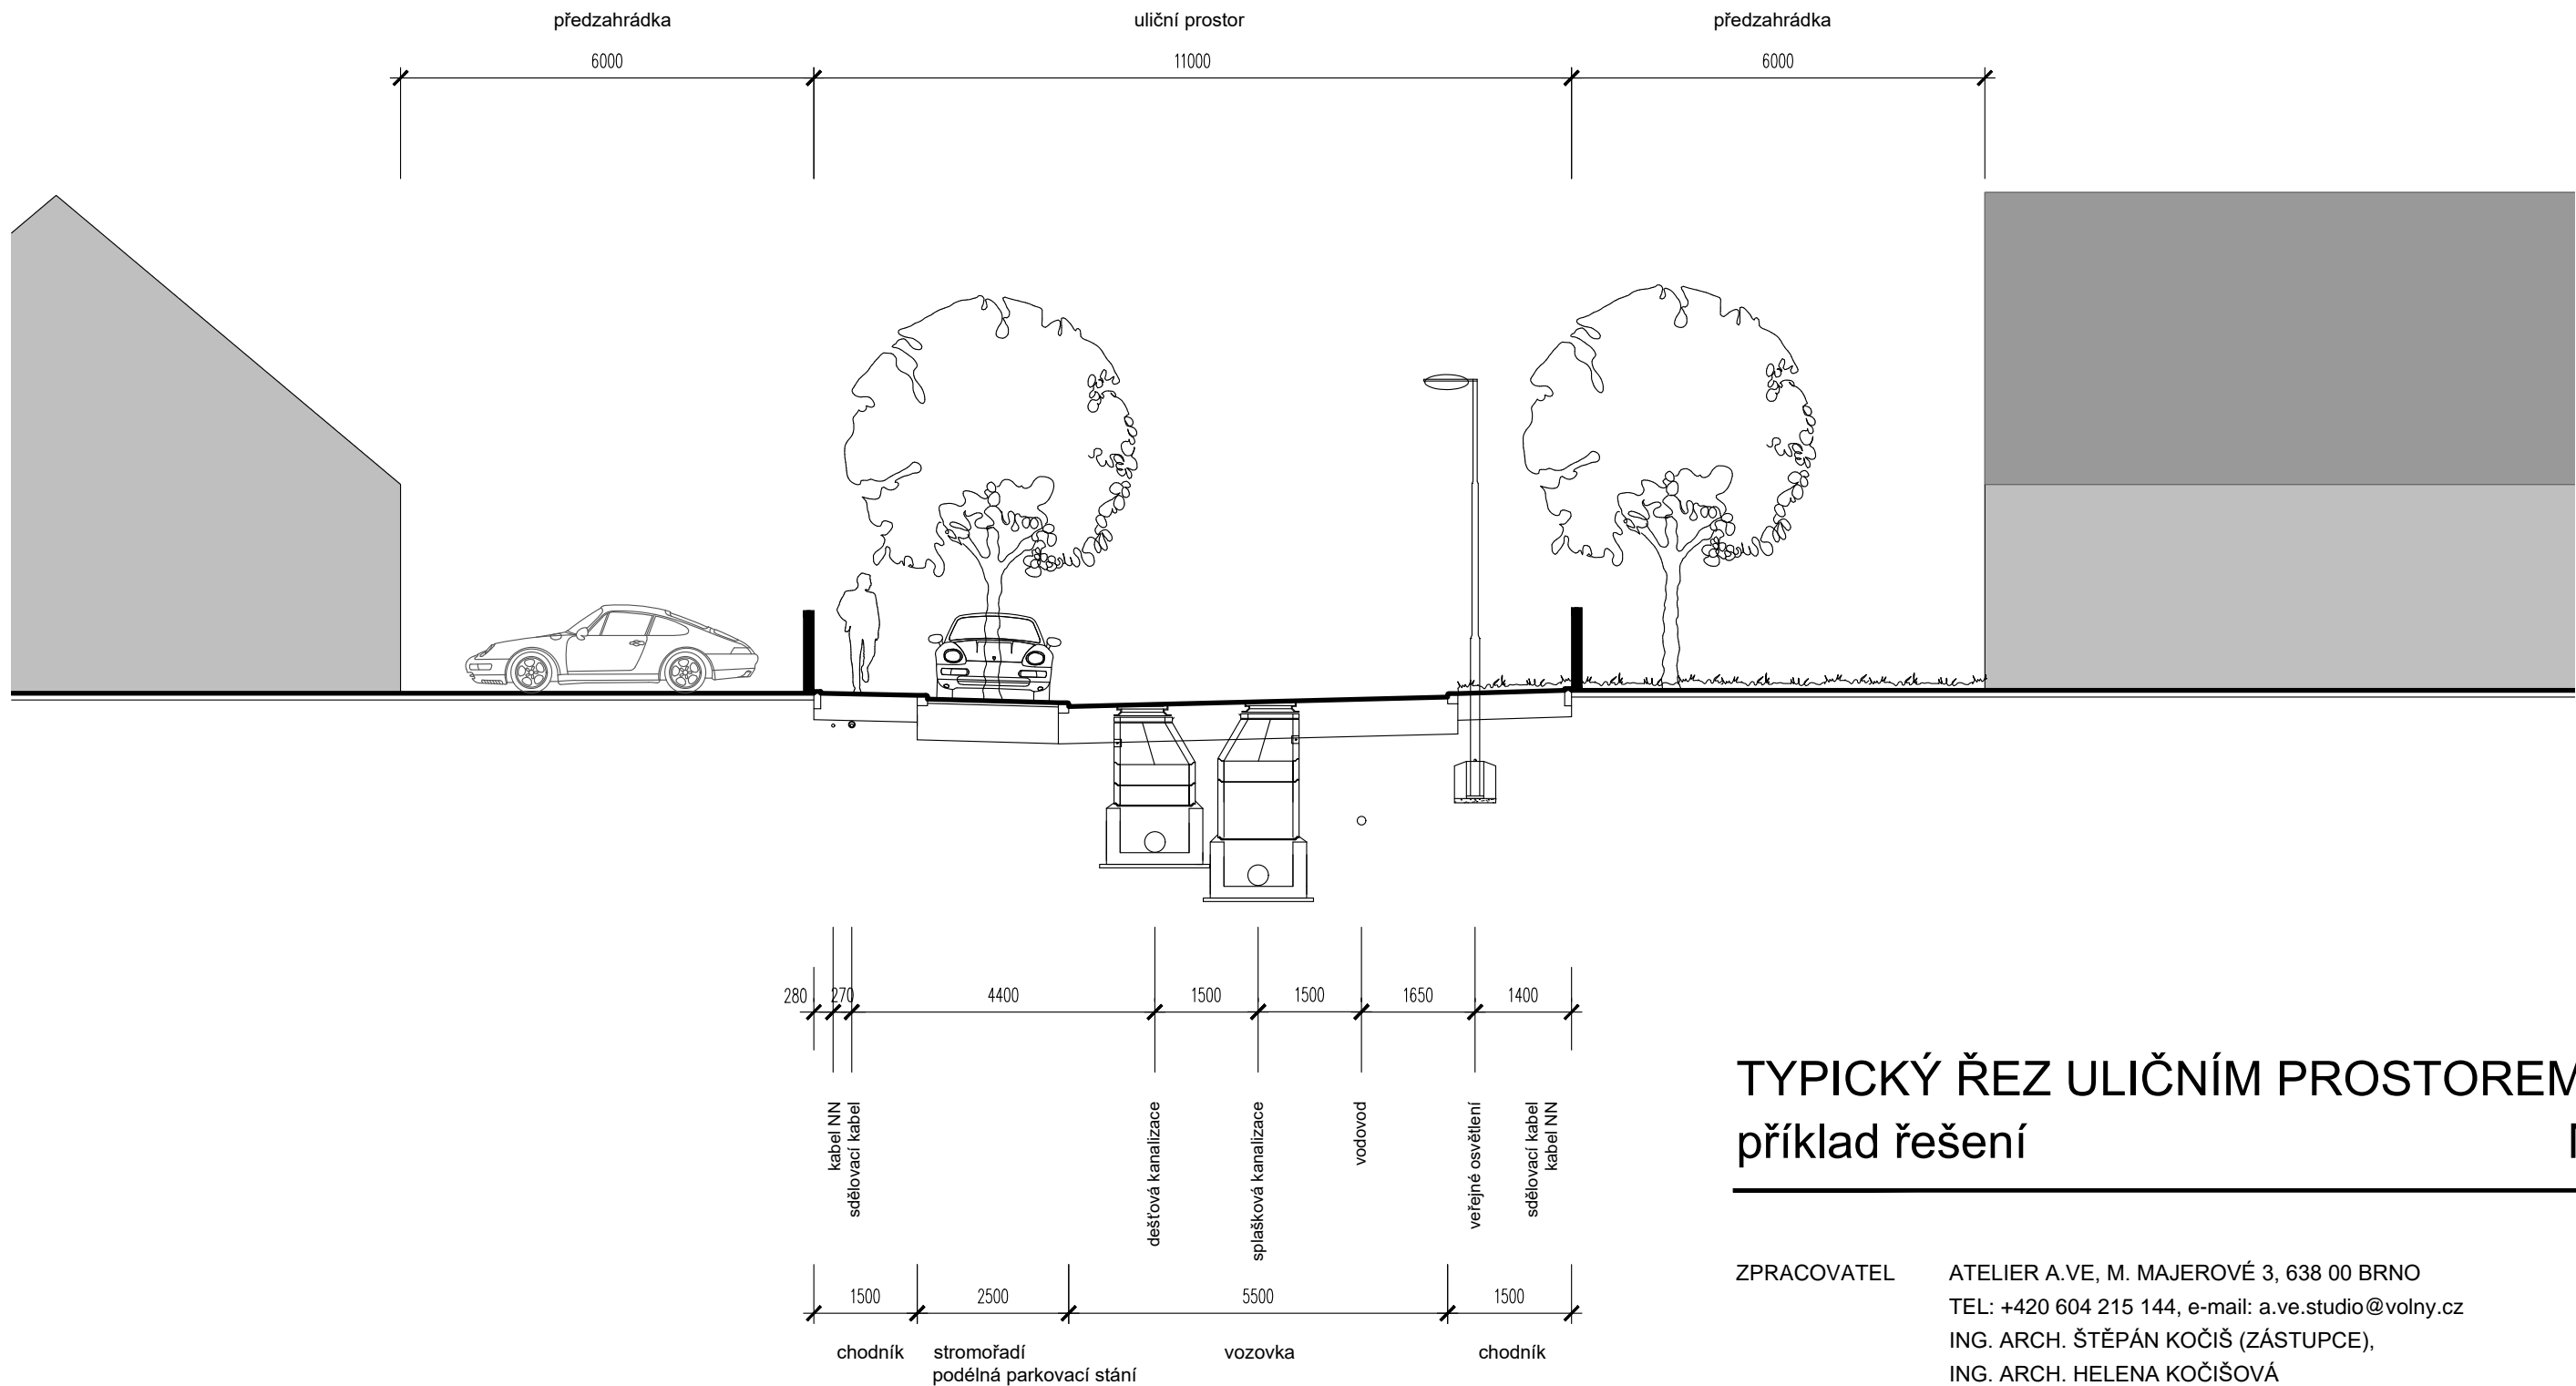 předzahrádka uliční prostor předzahrádka
6000 11000 6000
280 270 4400 1500 1500 1650 1400
kabel NN
sdělovací kabel
dešťová kanalizace
splašková kanalizace
vodovod
veřejné osvětlení
sdělovací kabel
kabel NN
1500 2500 5500 1500
chodník stromořadí vozovka chodník
podélná parkovací stání
TYPICKÝ ŘEZ ULIČNÍM PROSTOREM
příklad řešení
ZPRACOVATEL ATELIER A.VE, M. MAJEROVÉ 3, 638 00 BRNO
TEL: +420 604 215 144, e-mail: a.ve.studio@volny.cz
ING. ARCH. ŠTĚPÁN KOČIŠ (ZÁSTUPCE),
ING. ARCH. HELENA KOČIŠOVÁ